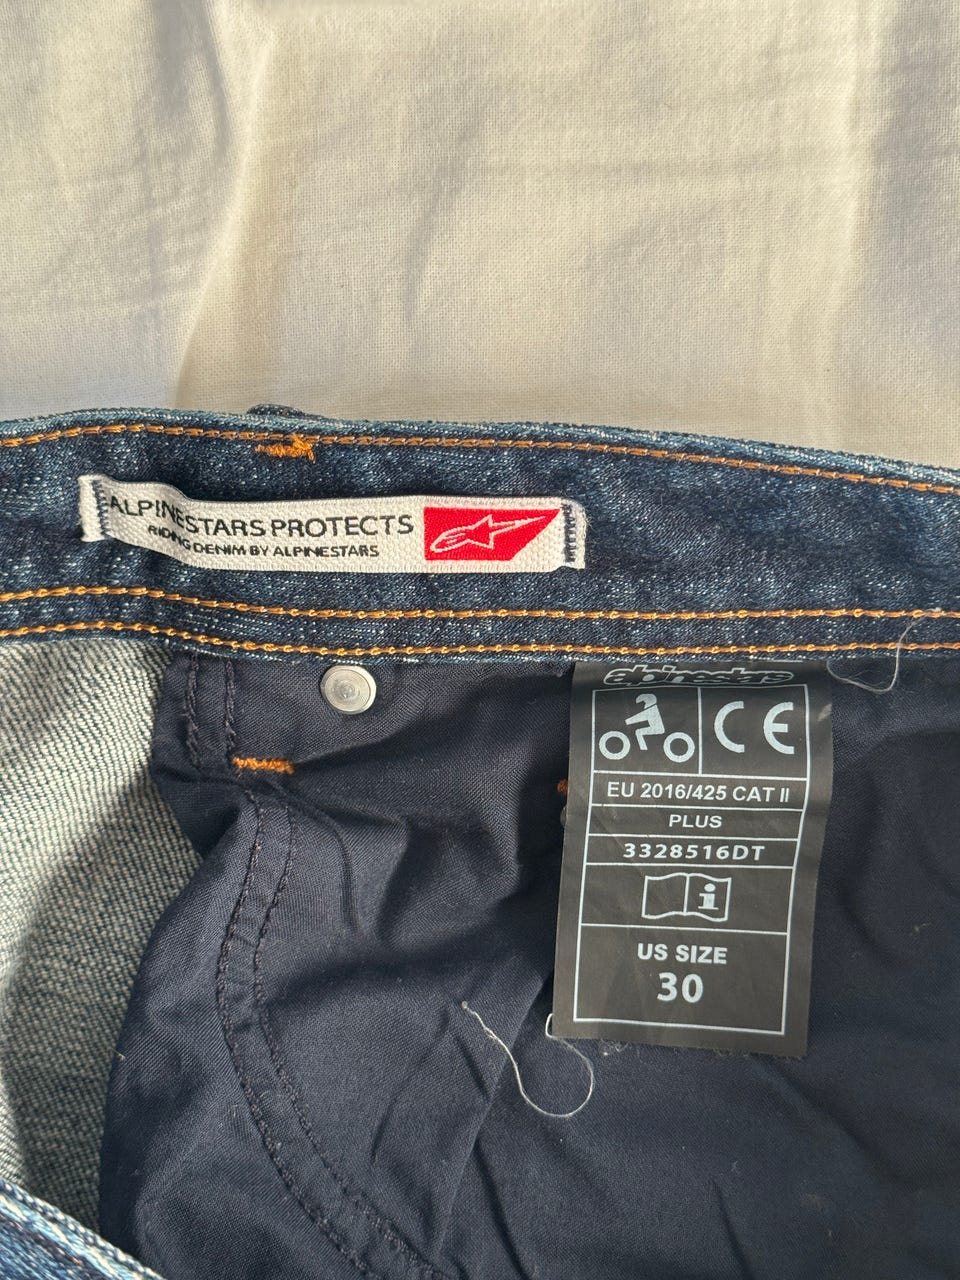 ALPINESTARS PROTECTS
RIDING DENIM BY ALPINESTARS
alpinestars
CE
EU 2016/425 CAT II
PLUS
3328516DT
i
US SIZE
30